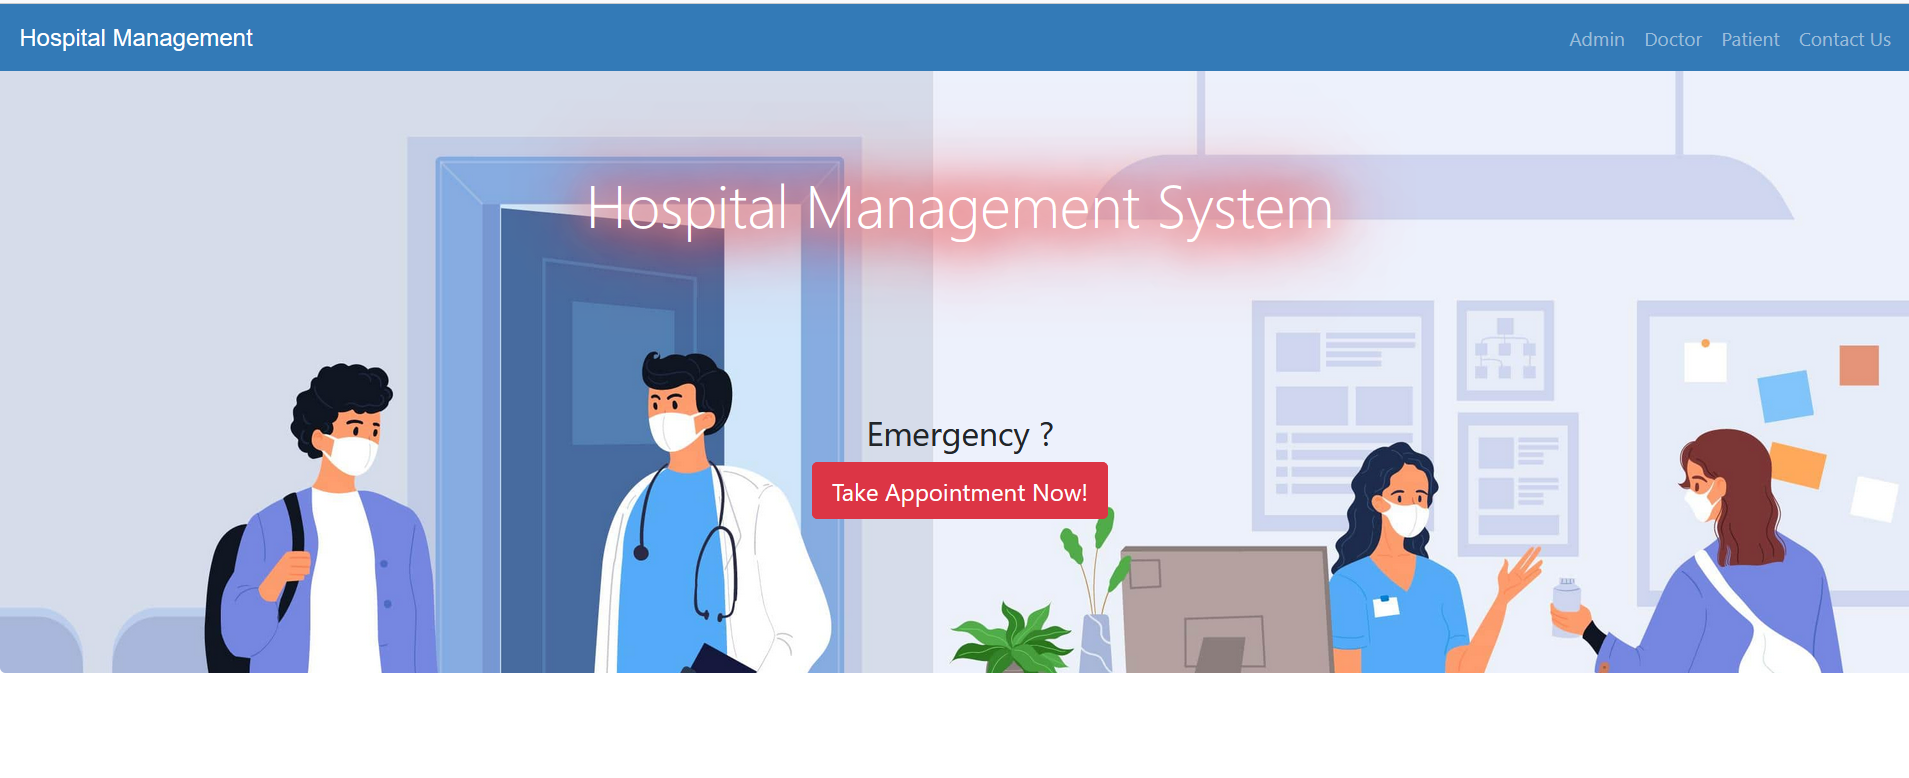 Hospital Management
Admin Doctor Patient Contact Us
Hospital Management System
Emergency ?
Take Appointment Now!